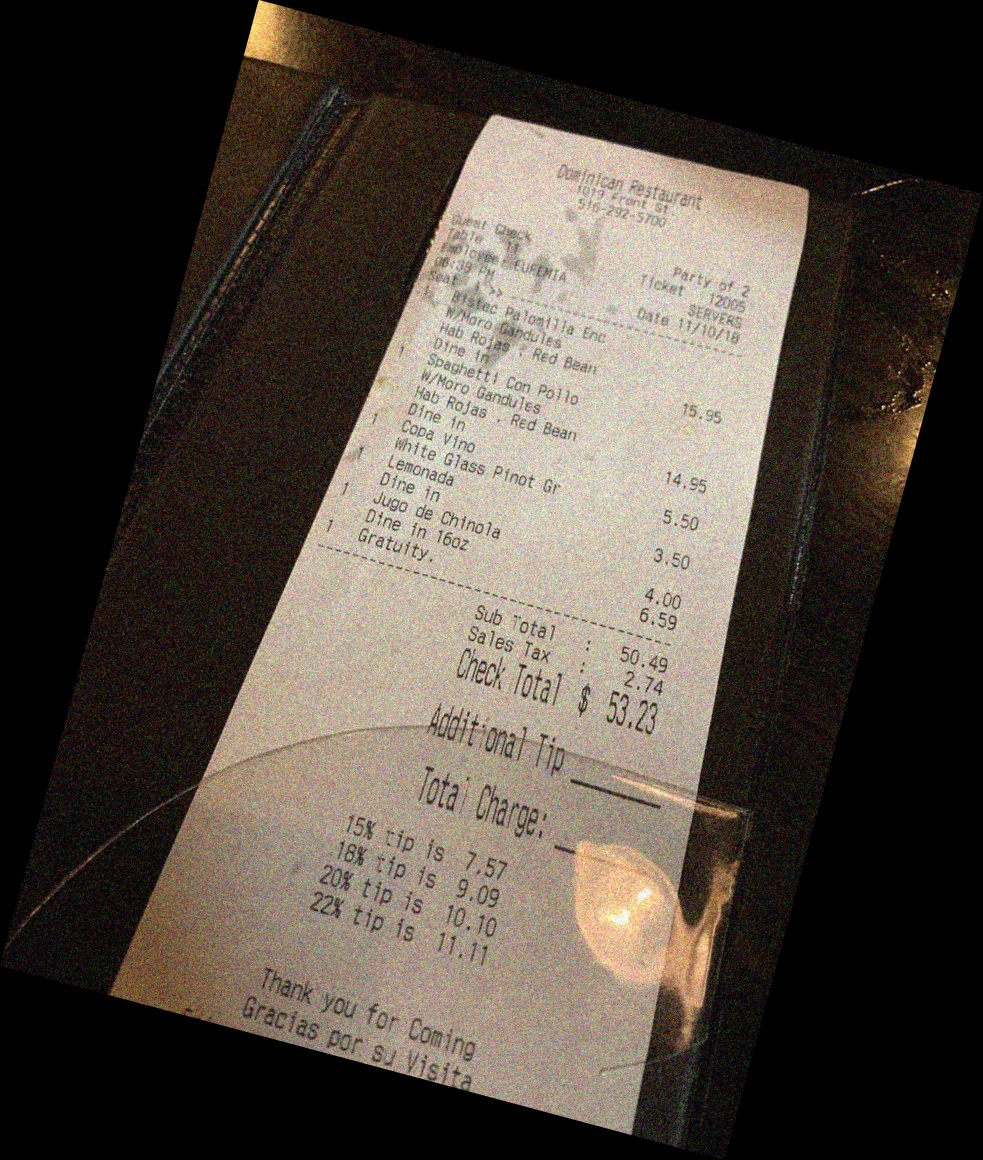 Dominican Restaurant
1019 Front St
516-292-5700
Guest Check
Party of 2
Table 11 Ticket 12005
Employee: EUFEMIA SERVERS
06:39 PM Date 11/10/18
Seat >>
1 Bistec Palomilla Enc 15.95
W/Moro Gandules
Hab Rojas . Red Bean
Dine in
1 Spaghetti Con Pollo 14.95
W/Moro Gandules
Hab Rojas . Red Bean
Dine in
1 Copa Vino 5.50
White Glass Pinot Gr
1 Lemonada 3.50
Dine in
1 Jugo de Chinola 4.00
Dine in 16oz
1 Gratuity. 6.59
Sub Total : 50.49
Sales Tax : 2.74
Check Total $ 53.23
Additional Tip
Total Charge:
15% tip is 7.57
18% tip is 9.09
20% tip is 10.10
22% tip is 11.11
Thank you for Coming
Gracias por su Visita